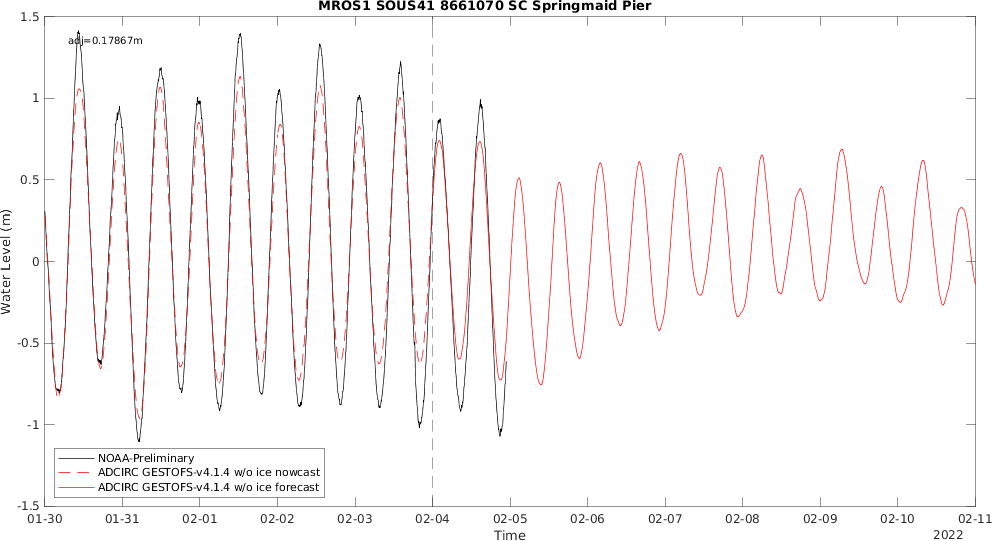 MROS1 SOUS41 8661070 SC Springmaid Pier
adj=0.17867m
1.5
1
0.5
0
-0.5
-1
-1.5
Water Level (m)
NOAA-Preliminary
ADCIRC GESTOFS-v4.1.4 w/o ice nowcast
ADCIRC GESTOFS-v4.1.4 w/o ice forecast
01-30 01-31 02-01 02-02 02-03 02-04 02-05 02-06 02-07 02-08 02-09 02-10 02-11
Time
2022